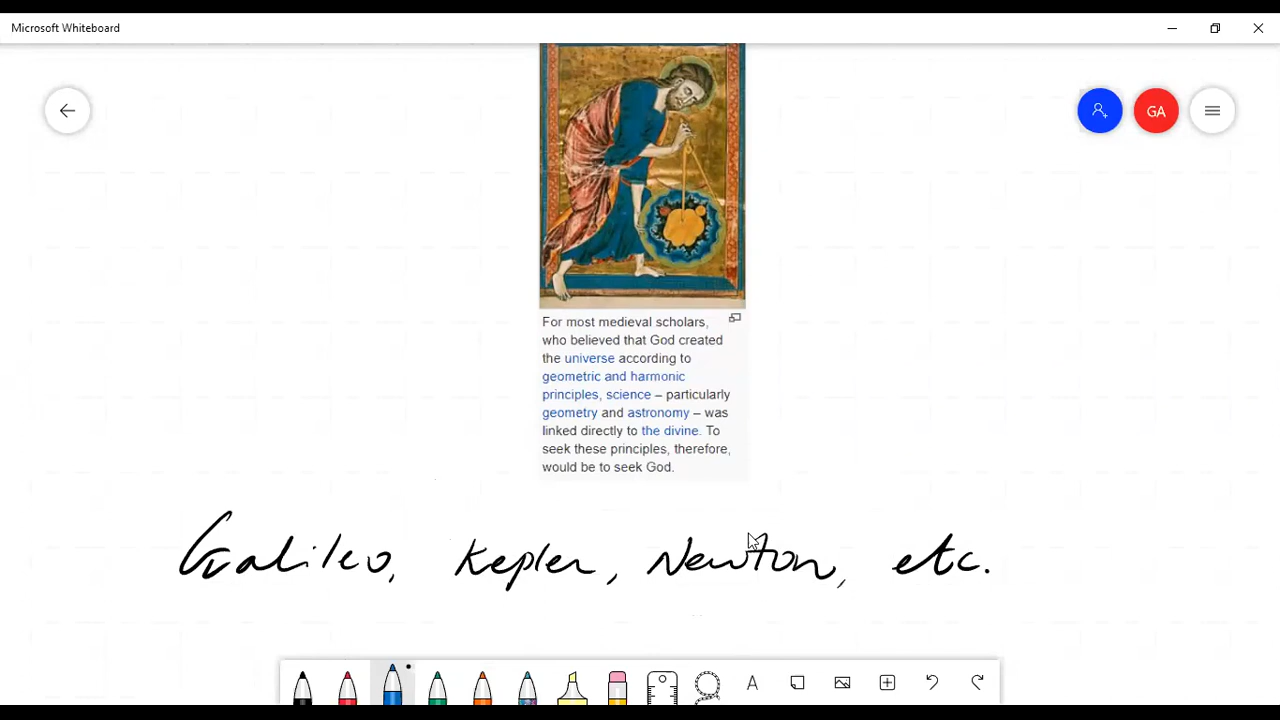 Microsoft Whiteboard
GA
For most medieval scholars,
who believed that God created
the universe according to
geometric and harmonic
principles, science – particularly
geometry and astronomy – was
linked directly to the divine. To
seek these principles, therefore,
would be to seek God.
Galileo, Kepler, Newton, etc.
A